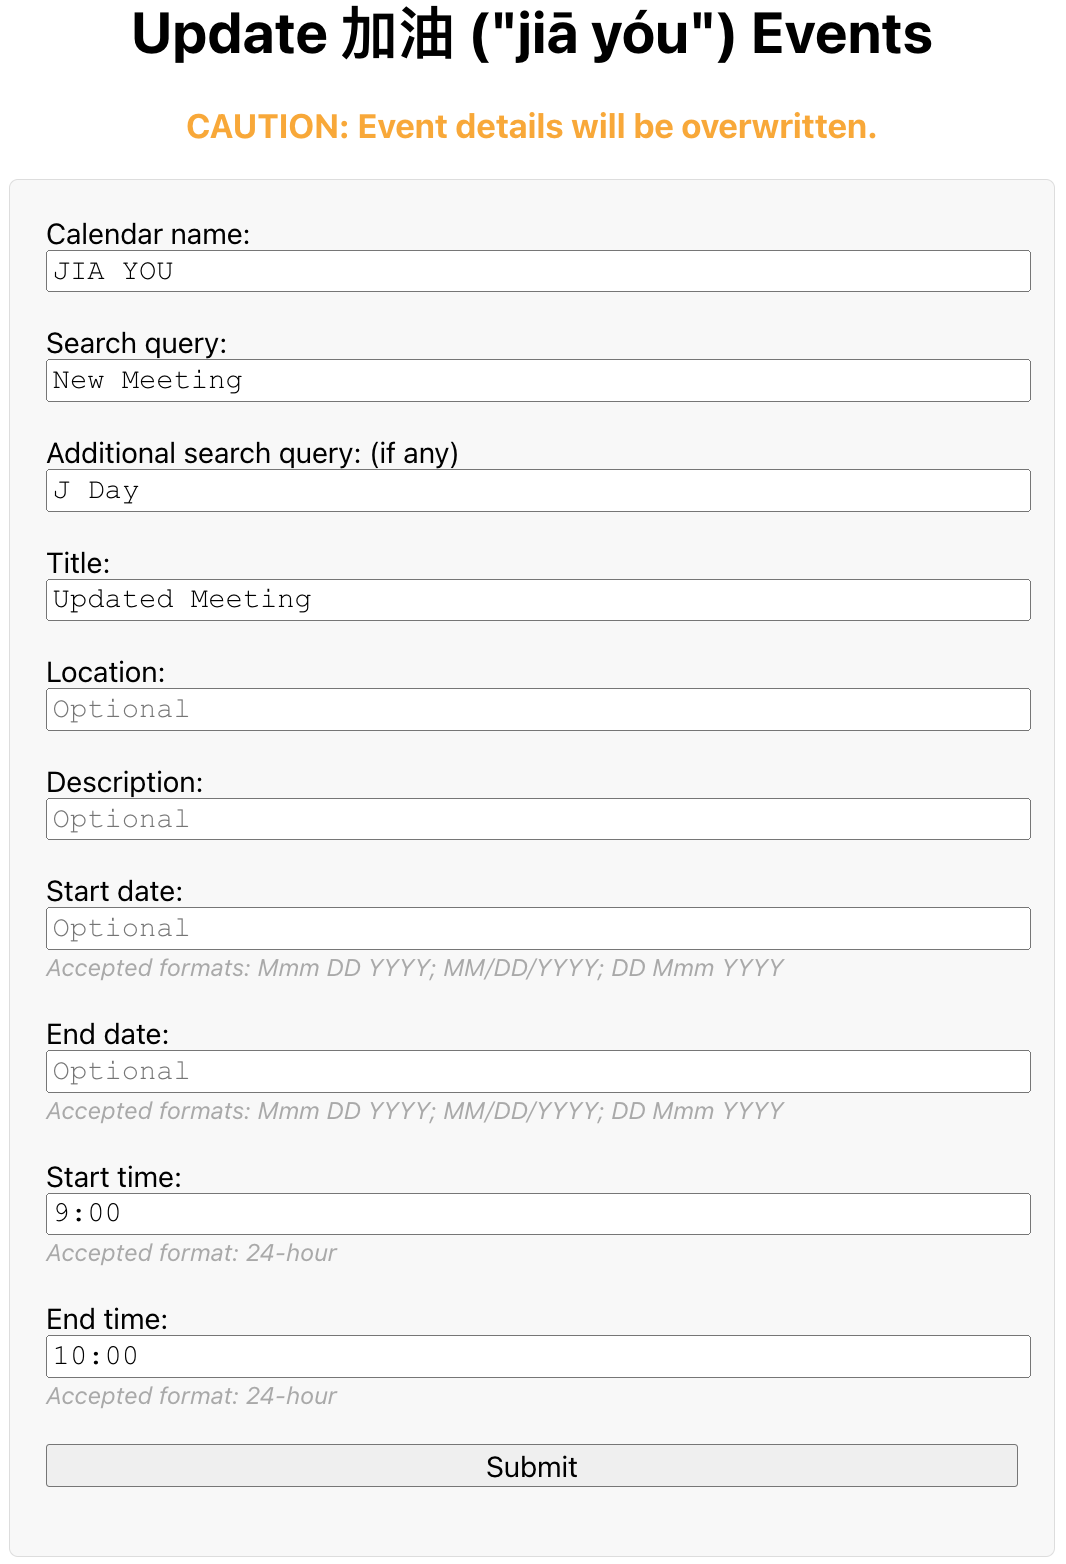 Update 加油 ("jiā yóu") Events
CAUTION: Event details will be overwritten.
Calendar name:
JIA YOU
Search query:
New Meeting
Additional search query: (if any)
J Day
Title:
Updated Meeting
Location:
Optional
Description:
Optional
Start date:
Optional
Accepted formats: Mmm DD YYYY; MM/DD/YYYY; DD Mmm YYYY
End date:
Optional
Accepted formats: Mmm DD YYYY; MM/DD/YYYY; DD Mmm YYYY
Start time:
9:00
Accepted format: 24-hour
End time:
10:00
Accepted format: 24-hour
Submit